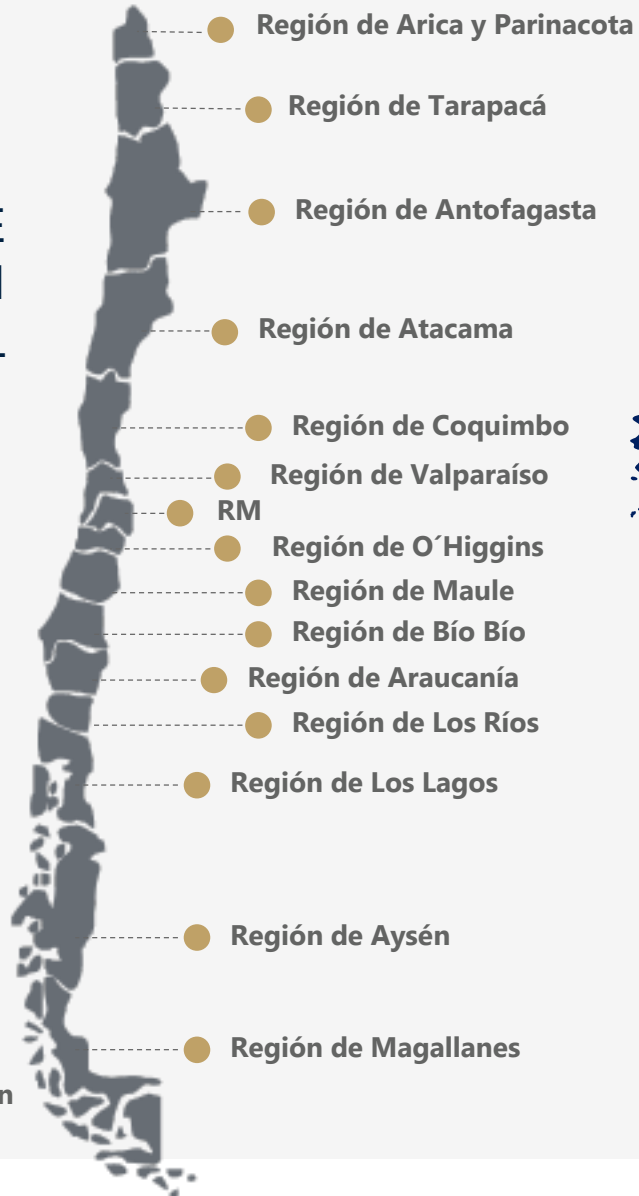 Región de Arica y Parinacota
Región de Tarapacá
Región de Antofagasta
Región de Atacama
Región de Coquimbo
Región de Valparaíso
RM
Región de O´Higgins
Región de Maule
Región de Bío Bío
Región de Araucanía
Región de Los Ríos
Región de Los Lagos
Región de Aysén
Región de Magallanes